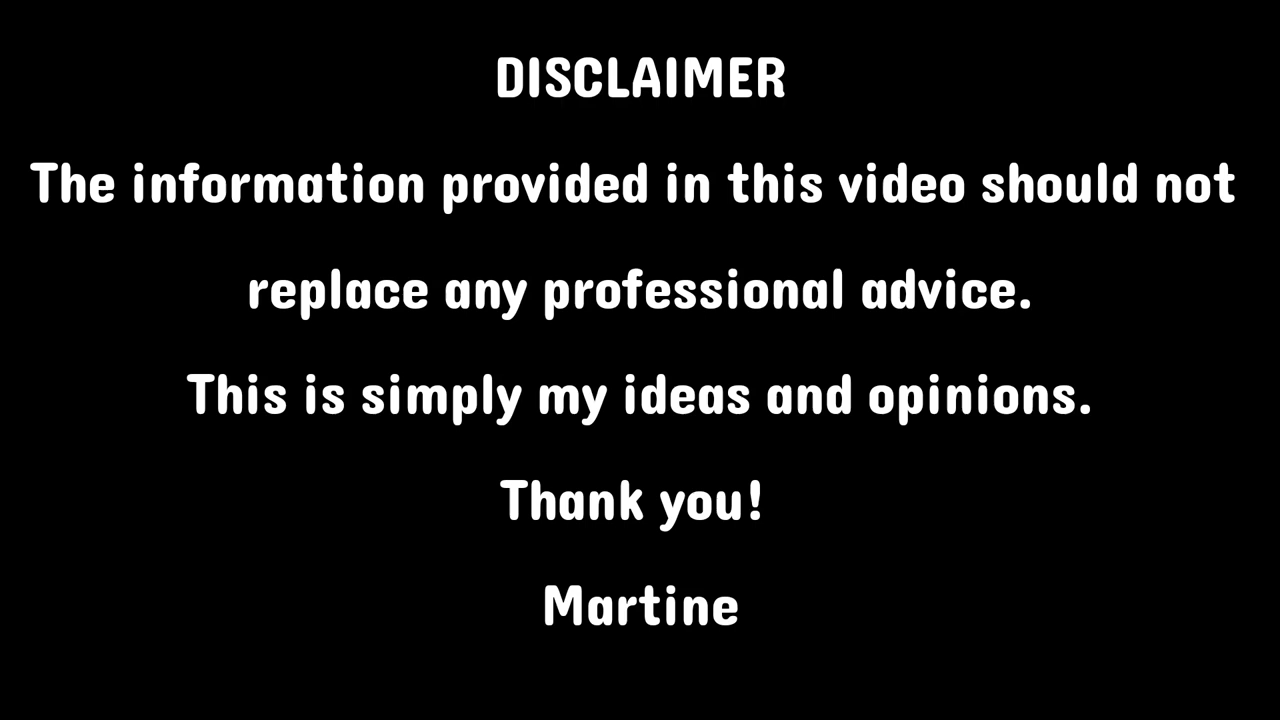 DISCLAIMER
The information provided in this video should not
replace any professional advice.
This is simply my ideas and opinions.
Thank you!
Martine